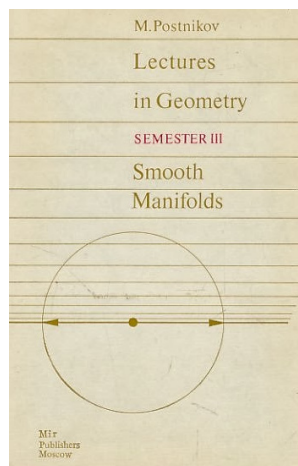 M. Postnikov
Lectures
in Geometry
SEMESTER III
Smooth
Manifolds
Mir
Publishers
Moscow